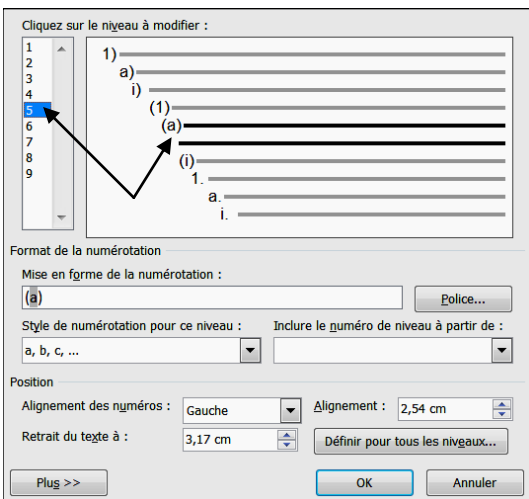 Cliquez sur le niveau à modifier :
1
2
3
4
5
6
7
8
9
1)
a)
i)
(1)
(a)
(i)
1.
a.
i.
Format de la numérotation
Mise en forme de la numérotation :
(a)
Police...
Style de numérotation pour ce niveau :
Inclure le numéro de niveau à partir de :
a, b, c, ...
Position
Alignement des numéros :
Gauche
Alignement :
2,54 cm
Retrait du texte à :
3,17 cm
Définir pour tous les niveaux...
Plus >>
OK
Annuler